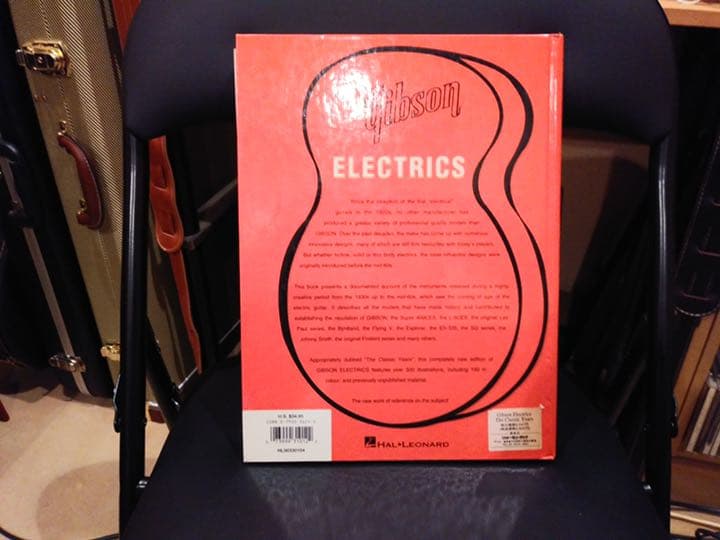 Gibson
ELECTRICS
Since the inception of the first "electrical"
guitars in the 1930s, no other manufacturer has
produced a greater variety of professional quality models than
GIBSON. Over the past decades, the make has come up with numerous
innovative designs, many of which are still firm favourites with today's players.
But whether hollow, solid or thin body electrics, the most influential designs were
originally introduced before the mid-60s.
This book presents a documented account of the instruments released during a highly
creative period from the 1930s up to the mid-60s, which saw the coming of age of the
electric guitar. It describes all the models that have made history and contributed to
establishing the reputation of GIBSON, the Super 400CES, the L-5CES, the original Les
Paul series, the Byrdland, the Flying V, the Explorer, the ES-335, the SG series, the
Johnny Smith, the original Firebird series and many others.
Appropriately dubbed "The Classic Years", this completely new edition of
GIBSON ELECTRICS features over 500 illustrations, including 190 in
colour, and previously unpublished material.
The new work of reference on the subject
U.S. $34.95
HL00330104
HAL•LEONARD
Gibson Electrics
The Classic Years